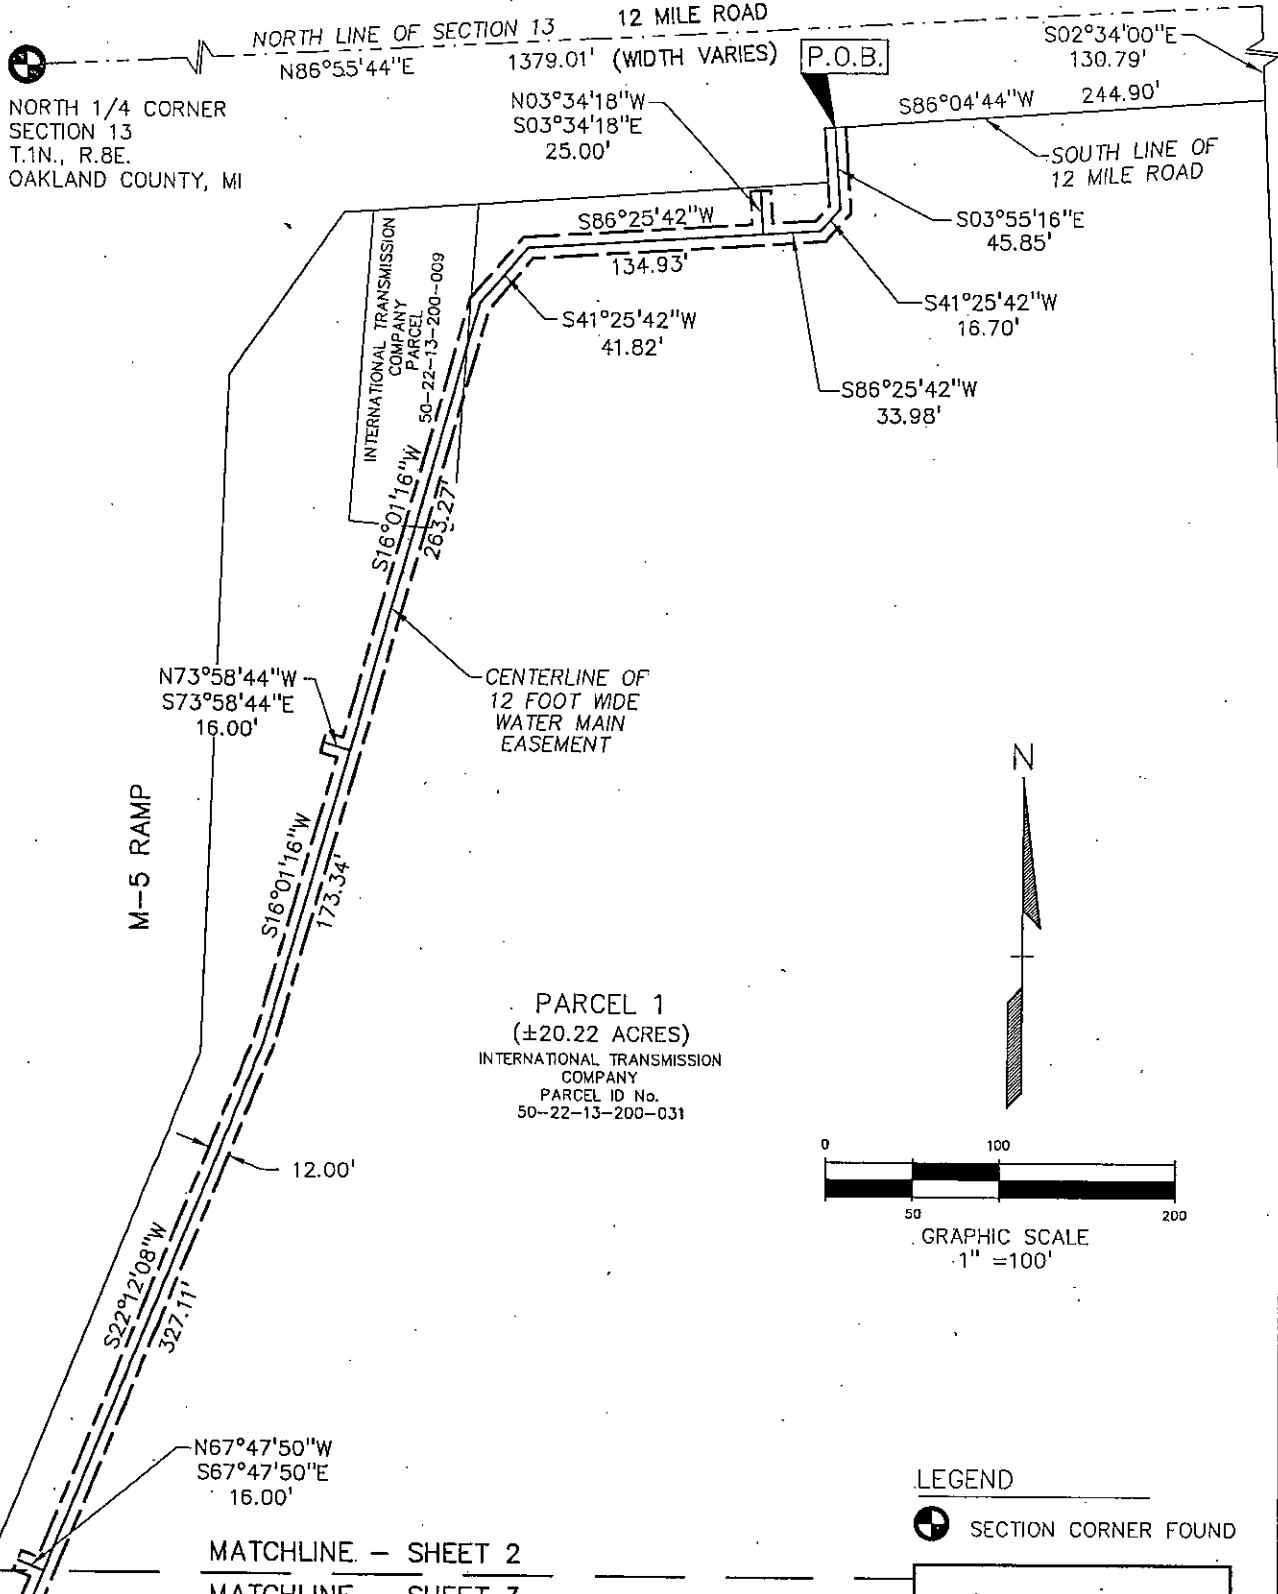 12 MILE ROAD
NORTH LINE OF SECTION 13
N86°55'44"E
1379.01' (WIDTH VARIES)
P.O.B.
S02°34'00"E
130.79'
244.90'
S86°04'44"W
NORTH 1/4 CORNER
SECTION 13
T.1N., R.8E.
OAKLAND COUNTY, MI
N03°34'18"W
S03°34'18"E
25.00'
SOUTH LINE OF
12 MILE ROAD
S86°25'42"W
134.93'
S03°55'16"E
45.85'
INTERNATIONAL TRANSMISSION
COMPANY
PARCEL
50-22-13-200-009
S41°25'42"W
41.82'
S41°25'42"W
16.70'
S86°25'42"W
33.98'
S16°01'16"W
263.27'
N73°58'44"W
S73°58'44"E
16.00'
CENTERLINE OF
12 FOOT WIDE
WATER MAIN
EASEMENT
N
M-5 RAMP
S16°01'16"W
173.34'
PARCEL 1
(±20.22 ACRES)
INTERNATIONAL TRANSMISSION
COMPANY
PARCEL ID No.
50-22-13-200-031
12.00'
0 100
50 200
GRAPHIC SCALE
1" =100'
S22°12'08"W
327.11'
N67°47'50"W
S67°47'50"E
16.00'
LEGEND
SECTION CORNER FOUND
MATCHLINE - SHEET 2
MATCHLINE - SHEET 3